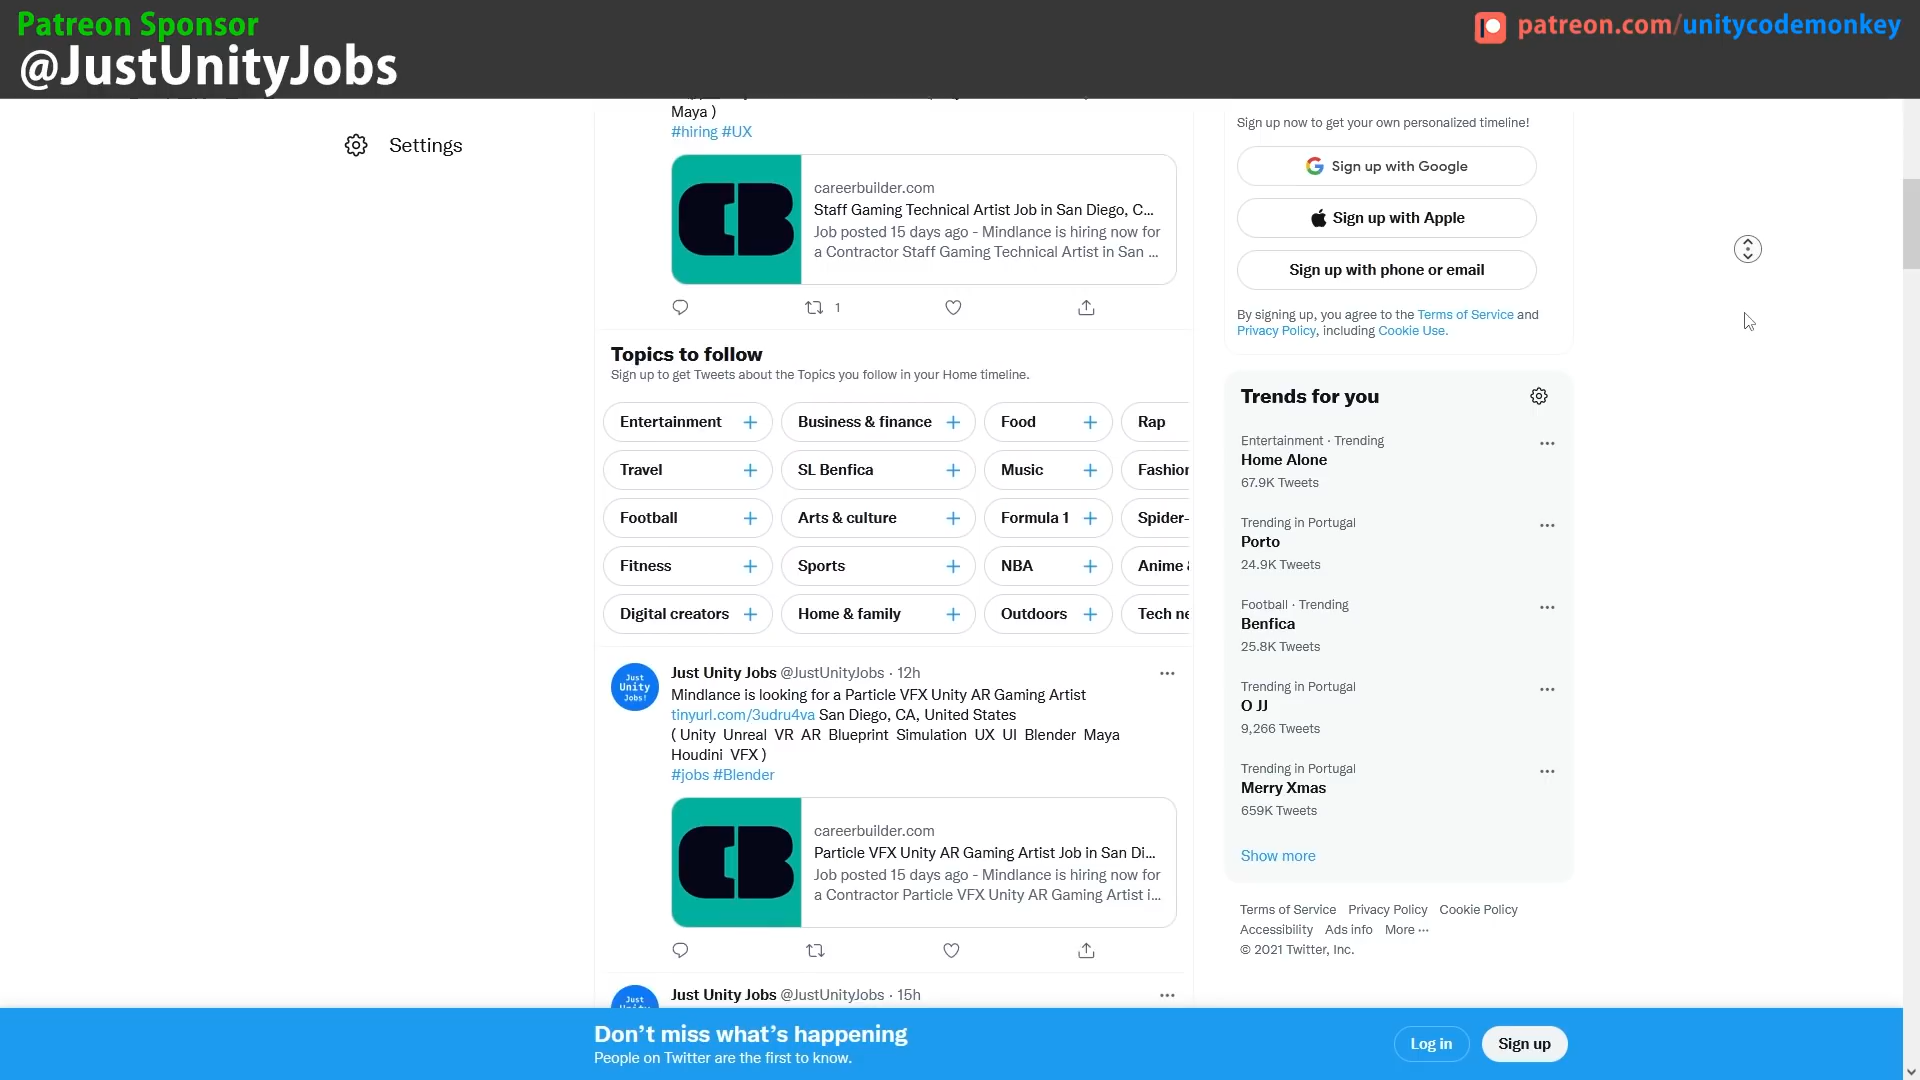 Patreon Sponsor
@JustUnityJobs
patreon.com/unitycodemonkey
Settings
Maya )
#hiring #UX
careerbuilder.com
Staff Gaming Technical Artist Job in San Diego, C...
Job posted 15 days ago - Mindlance is hiring now for
a Contractor Staff Gaming Technical Artist in San ...
1
Topics to follow
Sign up to get Tweets about the Topics you follow in your Home timeline.
Entertainment
Business & finance
Food
Rap
Travel
SL Benfica
Music
Fashion
Football
Arts & culture
Formula 1
Spider-
Fitness
Sports
NBA
Anime
Digital creators
Home & family
Outdoors
Tech ne
Just Unity Jobs!
Just Unity Jobs @JustUnityJobs · 12h
Mindlance is looking for a Particle VFX Unity AR Gaming Artist
tinyurl.com/3udru4va San Diego, CA, United States
( Unity Unreal VR AR Blueprint Simulation UX UI Blender Maya
Houdini VFX )
#jobs #Blender
CB
careerbuilder.com
Particle VFX Unity AR Gaming Artist Job in San Di...
Job posted 15 days ago - Mindlance is hiring now for
a Contractor Particle VFX Unity AR Gaming Artist i...
Just
Just Unity Jobs @JustUnityJobs · 15h
Sign up now to get your own personalized timeline!
Sign up with Google
Sign up with Apple
Sign up with phone or email
By signing up, you agree to the Terms of Service and
Privacy Policy, including Cookie Use.
Trends for you
Entertainment · Trending
Home Alone
67.9K Tweets
Trending in Portugal
Porto
24.9K Tweets
Football · Trending
Benfica
25.8K Tweets
Trending in Portugal
O JJ
9,266 Tweets
Trending in Portugal
Merry Xmas
659K Tweets
Show more
Terms of Service Privacy Policy Cookie Policy
Accessibility Ads info More ···
© 2021 Twitter, Inc.
Don’t miss what’s happening
People on Twitter are the first to know.
Log in
Sign up